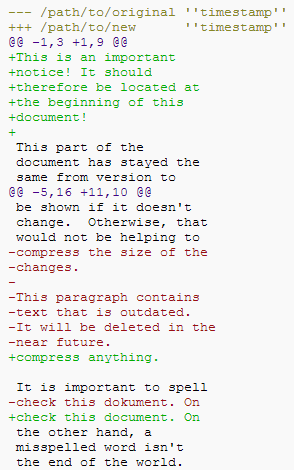 --- /path/to/original ''timestamp''
+++ /path/to/new	''timestamp''
@@ -1,3 +1,9 @@
+This is an important
+notice! It should
+therefore be located at
+the beginning of this
+document!
+
 This part of the
 document has stayed the
 same from version to
@@ -5,16 +11,10 @@
 be shown if it doesn't
 change.  Otherwise, that
 would not be helping to
-compress the size of the
-changes.
-
-This paragraph contains
-text that is outdated.
-It will be deleted in the
-near future.
+compress anything.

 It is important to spell
-check this dokument. On
+check this document. On
 the other hand, a
 misspelled word isn't
 the end of the world.